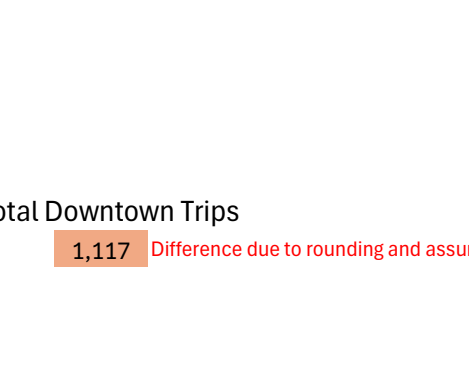 otal Downtown Trips
1,117 Difference due to rounding and assu